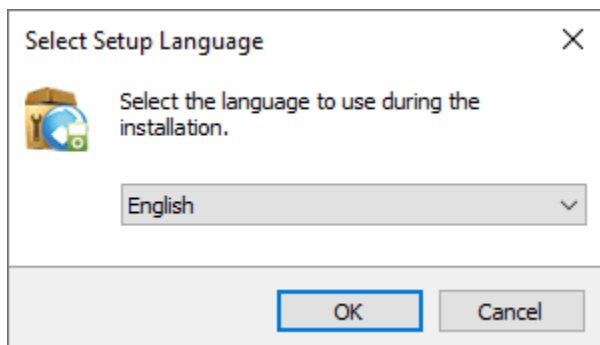 Select Setup Language
Select the language to use during the
installation.
English
OK
Cancel